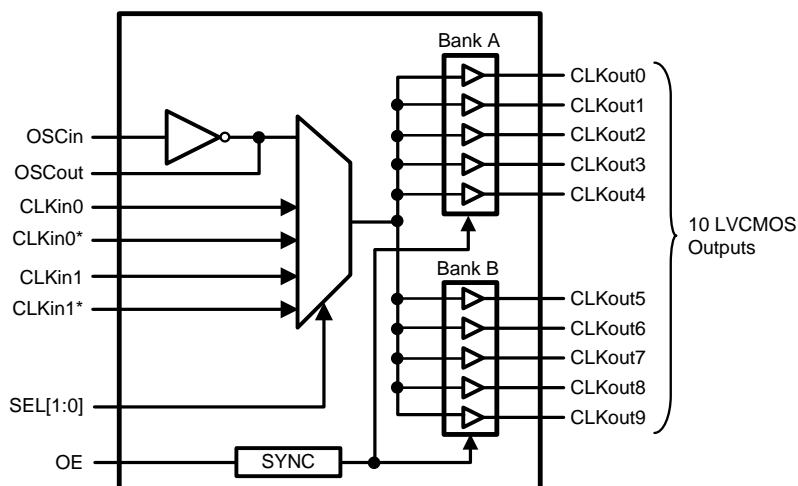 Bank A
CLKout0
CLKout1
CLKout2
CLKout3
CLKout4
OSCin
OSCout
CLKin0
CLKin0*
CLKin1
CLKin1*
10 LVCMOS
Outputs
Bank B
CLKout5
CLKout6
CLKout7
CLKout8
CLKout9
SEL[1:0]
OE
SYNC